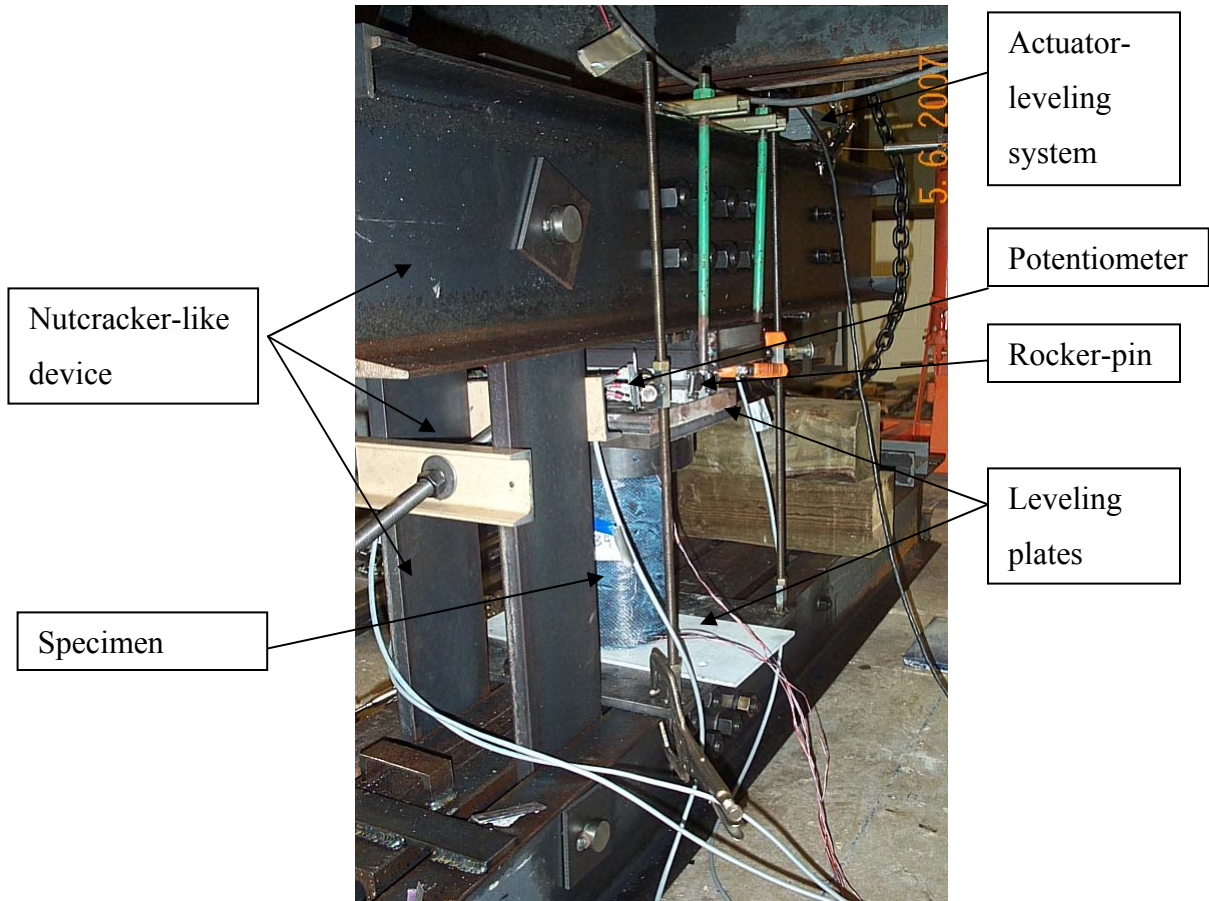 Actuator-
leveling
system
5. 6. 2007
Potentiometer
Nutcracker-like
device
Rocker-pin
Leveling
plates
Specimen